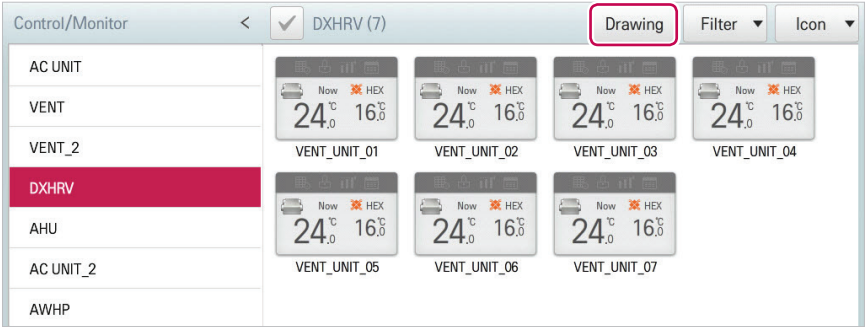 Control/Monitor < DXHRV (7) Drawing Filter ▼ Icon ▼
AC UNIT
VENT
VENT_2
DXHRV
AHU
AC UNIT_2
AWHP
Now HEX Now HEX Now HEX Now HEX
24.0℃ 16.0℃ 24.0℃ 16.0℃ 24.0℃ 16.0℃ 24.0℃ 16.0℃
VENT_UNIT_01 VENT_UNIT_02 VENT_UNIT_03 VENT_UNIT_04
Now HEX Now HEX Now HEX
24.0℃ 16.0℃ 24.0℃ 16.0℃ 24.0℃ 16.0℃
VENT_UNIT_05 VENT_UNIT_06 VENT_UNIT_07